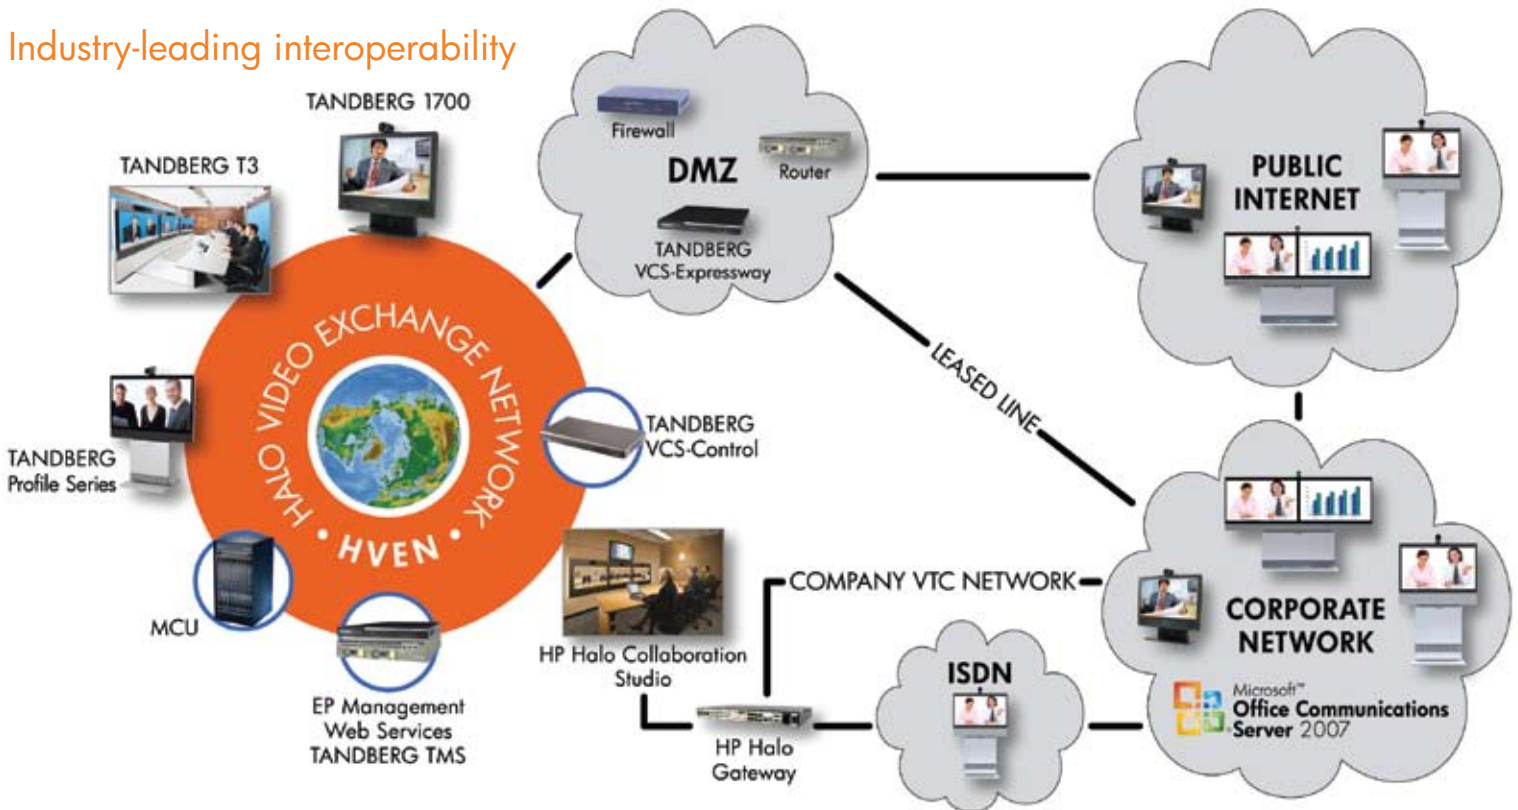 Industry-leading interoperability
TANDBERG 1700
TANDBERG T3
TANDBERG
Profile Series
MCU
EP Management
Web Services
TANDBERG TMS
HALO VIDEO EXCHANGE NETWORK
• HVEN •
TANDBERG
VCS-Control
HP Halo Collaboration
Studio
Firewall
DMZ
Router
TANDBERG
VCS-Expressway
PUBLIC
INTERNET
LEASED LINE
COMPANY VTC NETWORK
HP Halo
Gateway
ISDN
CORPORATE
NETWORK
Microsoft™
Office Communications
Server 2007